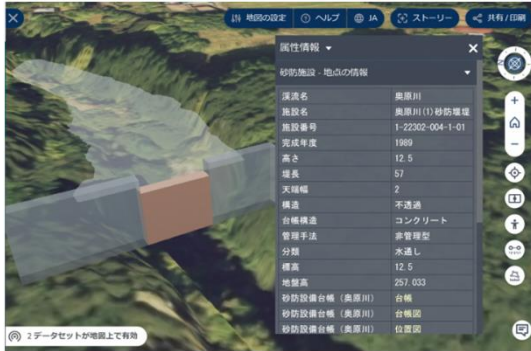 地図の設定
ヘルプ
JA
ストーリー
共有/印刷
属性情報
砂防施設 - 地点の情報
渓流名 奥原川
施設名 奥原川(1)砂防堰堤
施設番号 1-22302-004-1-01
完成年度 1989
高さ 12.5
堤長 57
天端幅 2
構造 不透過
台帳構造 コンクリート
管理手法 非管理型
分類 水通し
標高 12.5
地盤高 257.033
砂防設備台帳（奥原川） 台帳
砂防設備台帳（奥原川） 台帳図
砂防設備台帳（奥原川） 位置図
2 データセットが地図上で有効